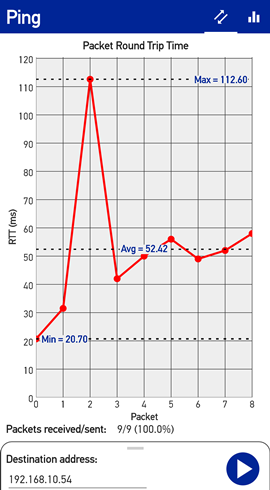 Ping
Packet Round Trip Time
120
110
100
90
80
70
60
50
40
30
20
10
0
RTT (ms)
Max = 112.60
Avg = 52.42
Min = 20.70
0 1 2 3 4 5 6 7 8
Packet
Packets received/sent: 9/9 (100.0%)
Destination address:
192.168.10.54